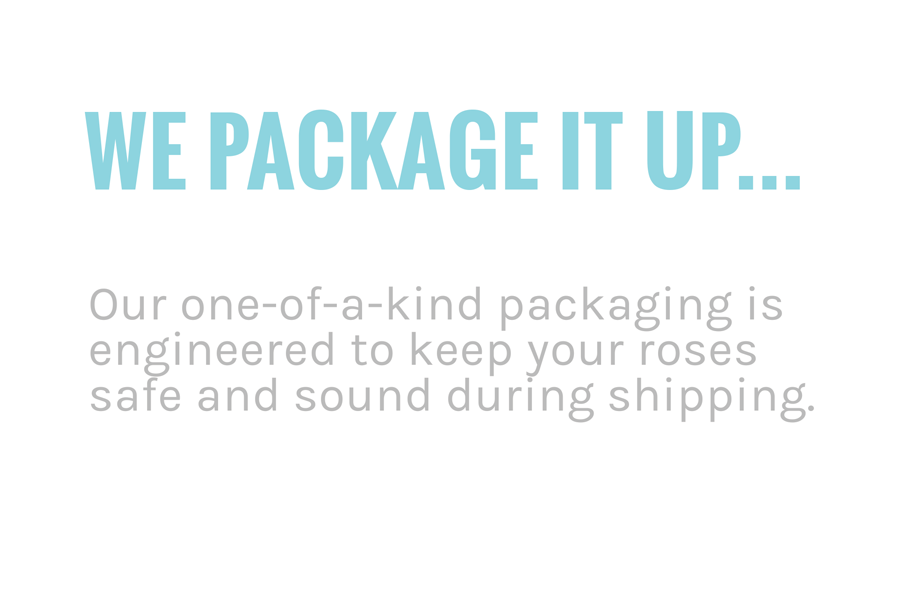 WE PACKAGE IT UP...
Our one-of-a-kind packaging is
engineered to keep your roses
safe and sound during shipping.